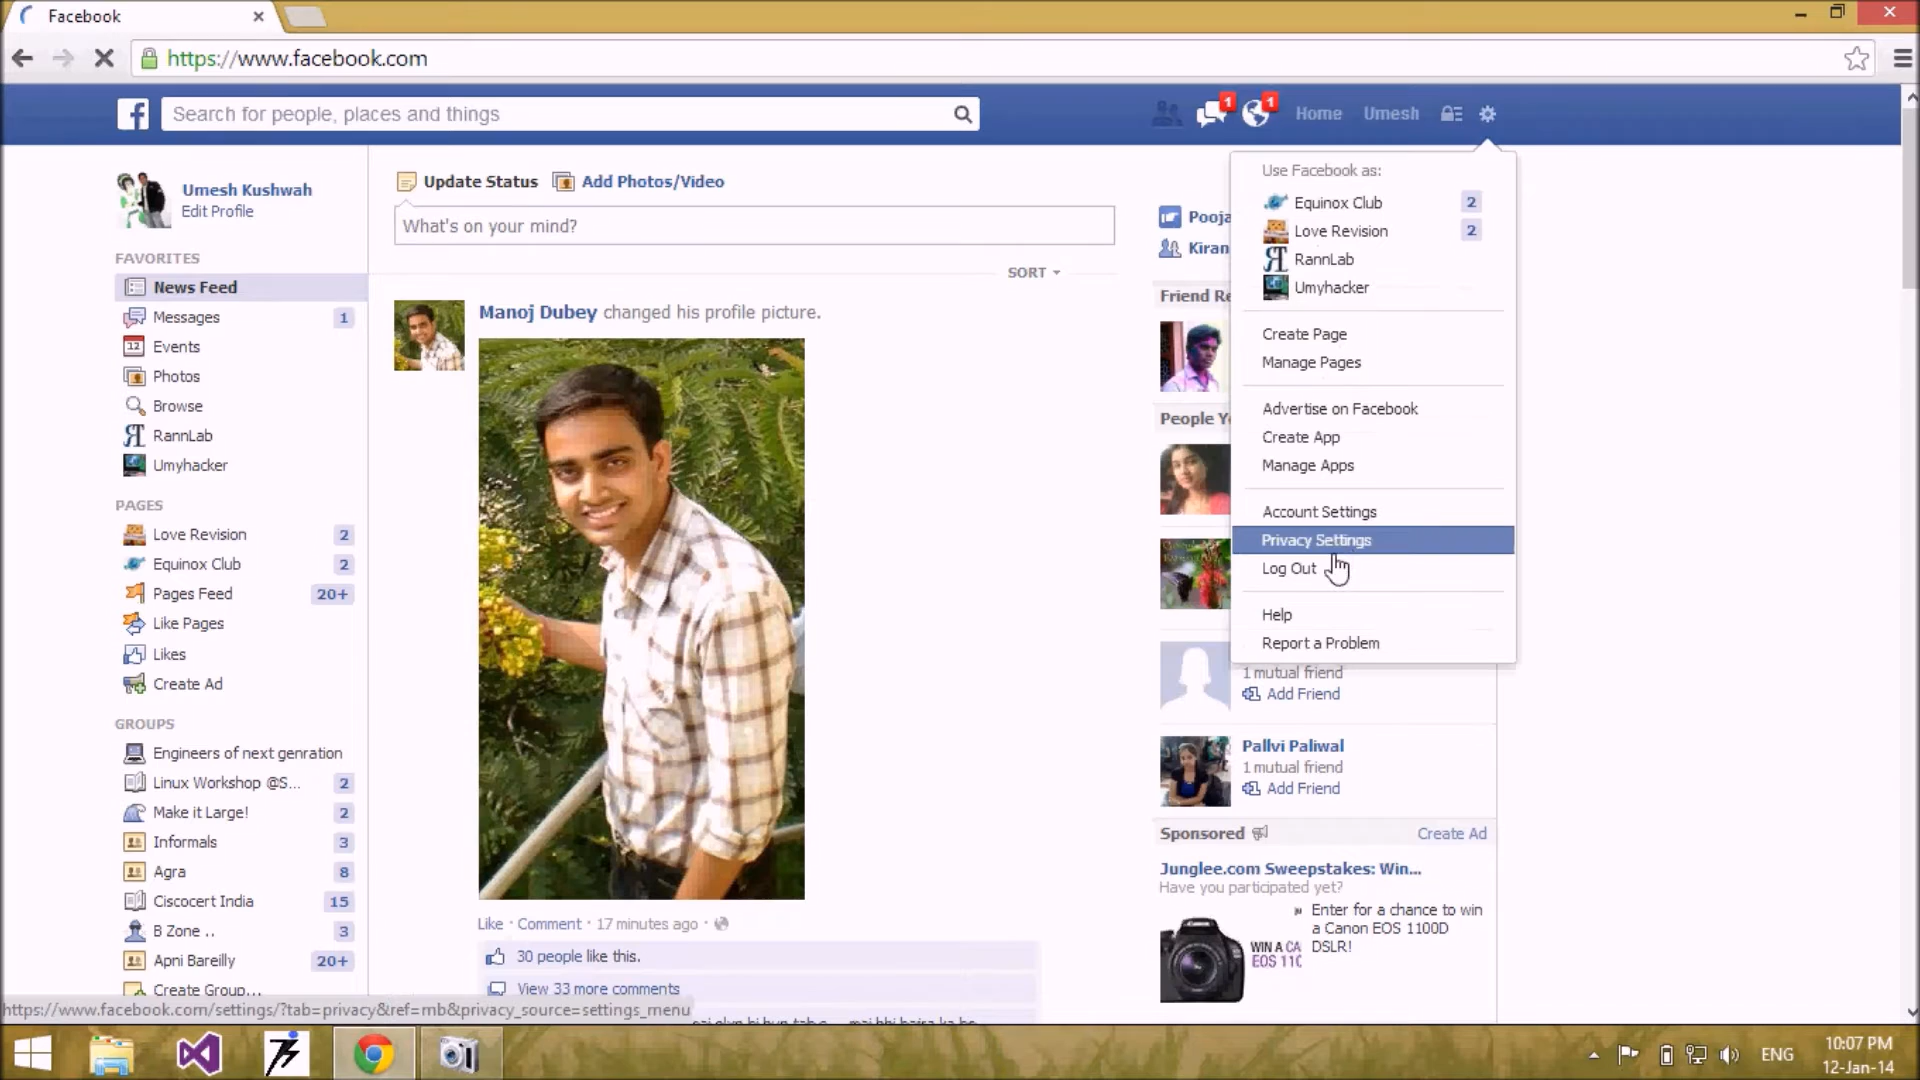 Facebook
https://www.facebook.com
Search for people, places and things
1
1
Home
Umesh
Umesh Kushwah
Edit Profile
FAVORITES
News Feed
Messages 1
12 Events
Photos
Browse
RannLab
Umyhacker
PAGES
Love Revision 2
Equinox Club 2
Pages Feed 20+
Like Pages
Likes
Create Ad
GROUPS
Engineers of next genration
Linux Workshop @S... 2
Make it Large! 2
Informals 3
Agra 8
Ciscocert India 15
B Zone .. 3
Apni Bareilly 20+
Create Group...
Update Status
Add Photos/Video
What's on your mind?
SORT
Manoj Dubey changed his profile picture.
Like · Comment · 17 minutes ago ·
30 people like this.
View 33 more comments
Pooja
Kiran
Friend Re
People Yo
Use Facebook as:
Equinox Club 2
Love Revision 2
RannLab
Umyhacker
Create Page
Manage Pages
Advertise on Facebook
Create App
Manage Apps
Account Settings
Privacy Settings
Log Out
Help
Report a Problem
1 mutual friend
Add Friend
Pallvi Paliwal
1 mutual friend
Add Friend
Sponsored
Create Ad
Junglee.com Sweepstakes: Win...
Have you participated yet?
Enter for a chance to win
a Canon EOS 1100D
DSLR!
WIN A CA
EOS 110
https://www.facebook.com/settings/?tab=privacy&ref=mb&privacy_source=settings_menu
ENG
10:07 PM
12-Jan-14